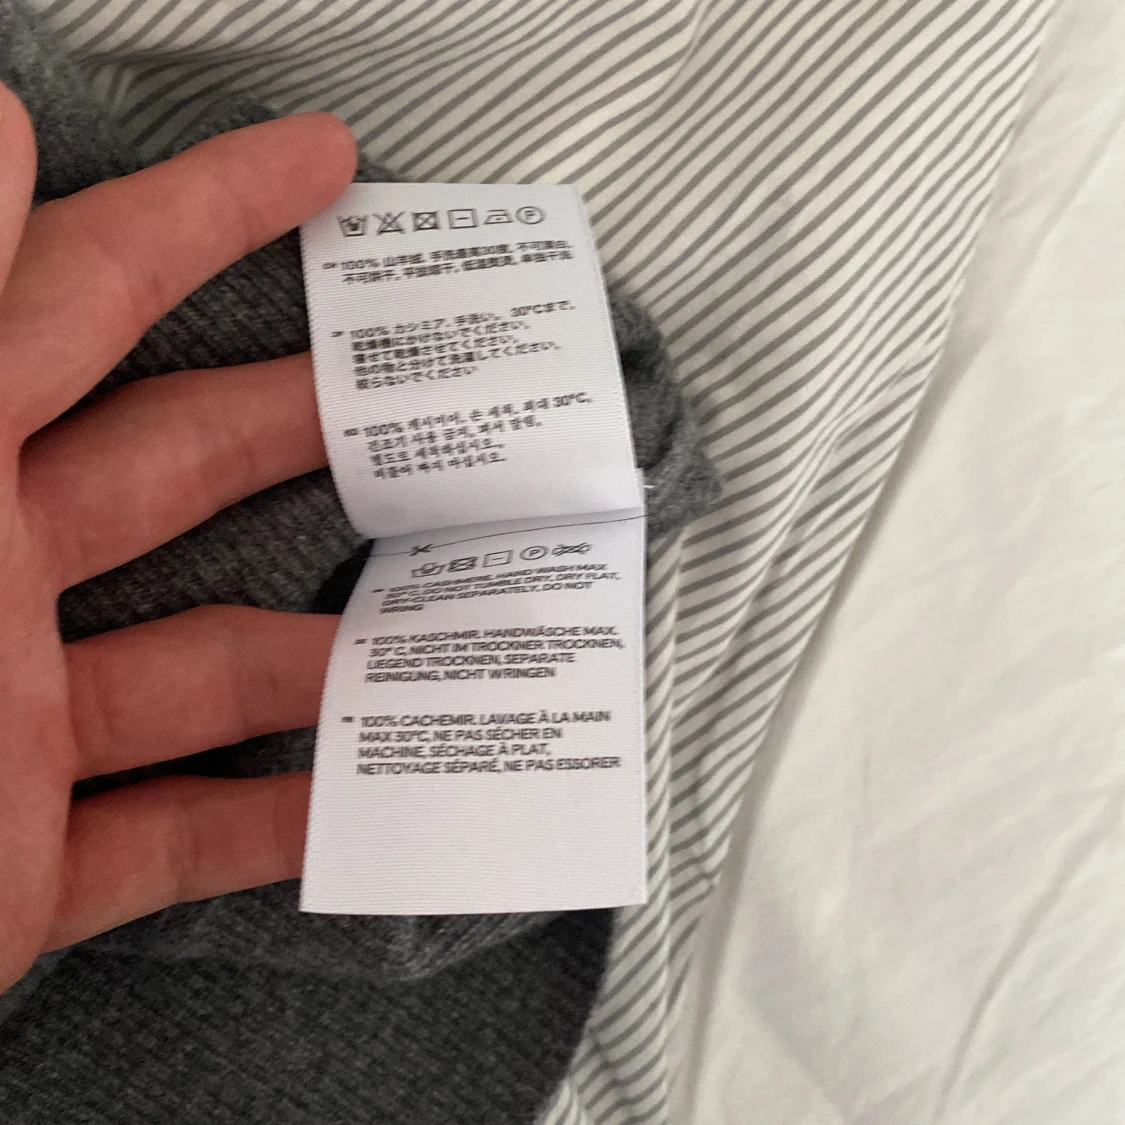 100% 山羊绒, 手洗最高30度, 不可漂白,
不可烘干, 平放晾干, 低温熨烫, 单独干洗
100% カシミア, 手洗い。 30°Cまで,
乾燥機にかけないでください,
寝せて乾燥させてください,
他の物と分けて洗濯してください,
絞らないでください
KO 100% 캐시미어, 손 세탁, 최대 30°C,
건조기 사용 금지, 펴서 말림,
별도로 세탁하십시오,
비틀어 짜지 마십시오.
100% CASHMERE. HAND WASH MAX
30°C, DO NOT TUMBLE DRY, DRY FLAT,
DRY-CLEAN SEPARATELY, DO NOT
WRING
100% KASCHMIR. HANDWÄSCHE MAX.
30° C, NICHT IM TROCKNER TROCKNEN,
LIEGEND TROCKNEN, SEPARATE
REINIGUNG, NICHT WRINGEN
FR 100% CACHEMIR. LAVAGE À LA MAIN
MAX 30°C, NE PAS SÉCHER EN
MACHINE, SÉCHAGE À PLAT,
NETTOYAGE SÉPARÉ, NE PAS ESSORER